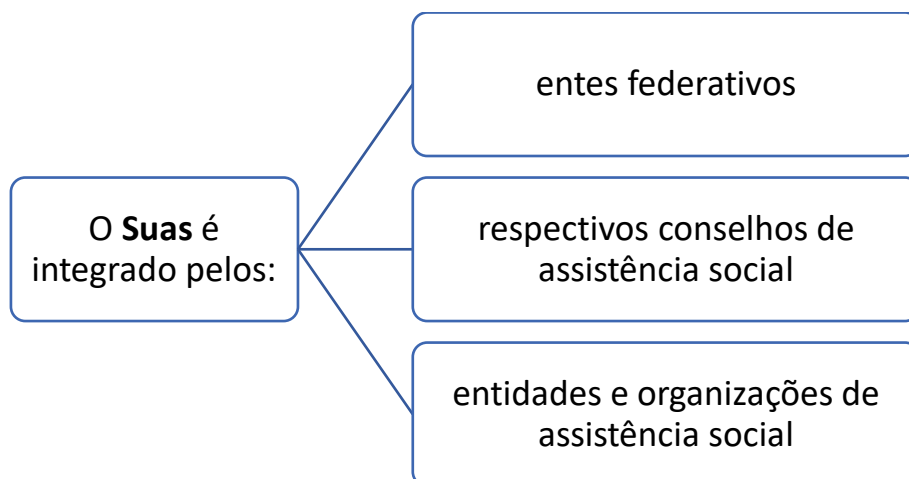 O Suas é
integrado pelos:
entes federativos
respectivos conselhos de
assistência social
entidades e organizações de
assistência social